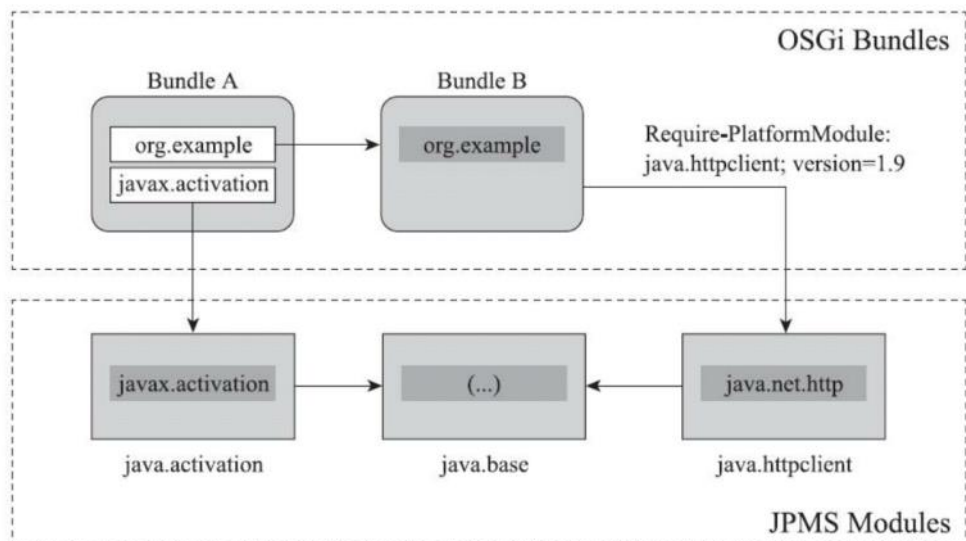 OSGi Bundles
Bundle A
Bundle B
org.example
javax.activation
org.example
Require-PlatformModule:
java.httpclient; version=1.9
javax.activation
(...)
java.net.http
java.activation
java.base
java.httpclient
JPMS Modules